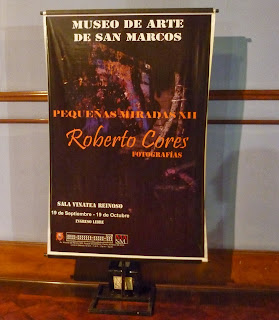 MUSEO DE ARTE
DE SAN MARCOS
PEQUEÑAS MIRADAS XII
Roberto Cores
FOTOGRAFÍAS
SALA VINATEA REINOSO
19 de Septiembre - 19 de Octubre
INGRESO LIBRE
SM